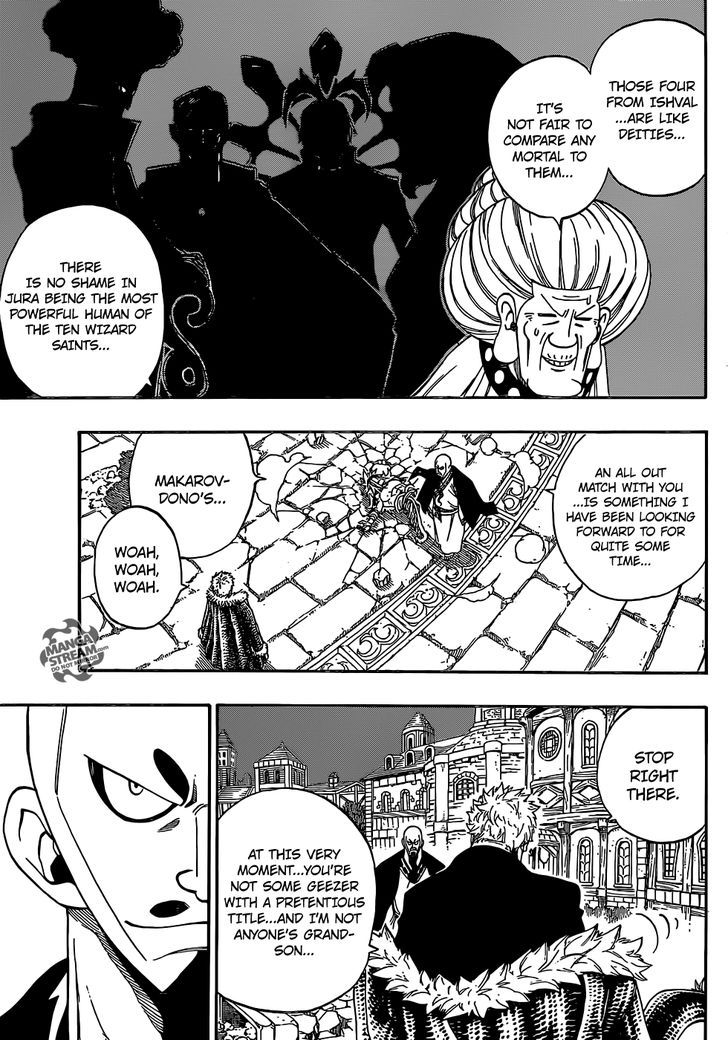 THOSE FOUR
FROM ISHVAL
...ARE LIKE
DEITIES...
IT'S
NOT FAIR TO
COMPARE ANY
MORTAL TO
THEM...
THERE
IS NO SHAME IN
JURA BEING THE MOST
POWERFUL HUMAN OF
THE TEN WIZARD
SAINTS...
AN ALL OUT
MATCH WITH YOU
...IS SOMETHING I
HAVE BEEN LOOKING
FORWARD TO FOR
QUITE SOME
TIME...
MAKAROV-
DONO'S...
WOAH,
WOAH,
WOAH.
MANGA
STREAM
.COM
STOP
RIGHT
THERE.
AT THIS VERY
MOMENT...YOU'RE
NOT SOME GEEZER
WITH A PRETENTIOUS
TITLE...AND I'M NOT
ANYONE'S GRAND-
SON...